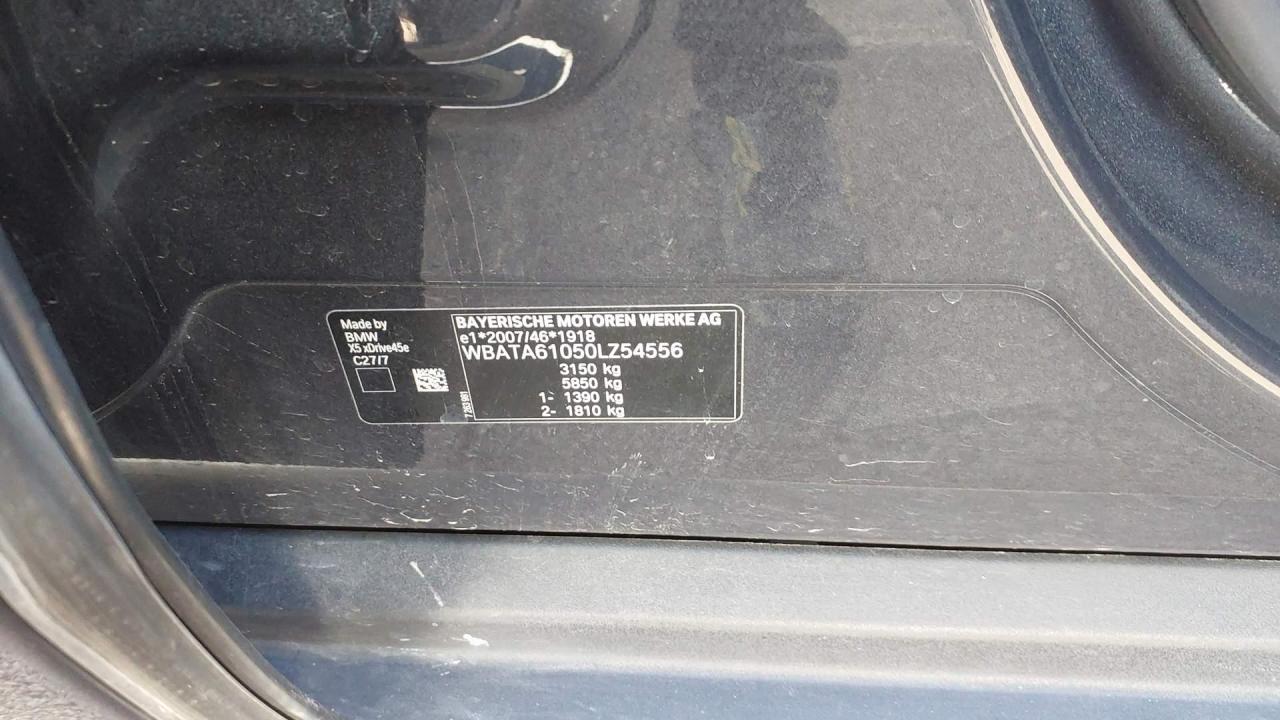 Made by
BMW
X5 xDrive45e
C27/7
BAYERISCHE MOTOREN WERKE AG
e1*2007/46*1918
WBATA61050LZ54556
3150 kg
5850 kg
1- 1390 kg
2- 1810 kg